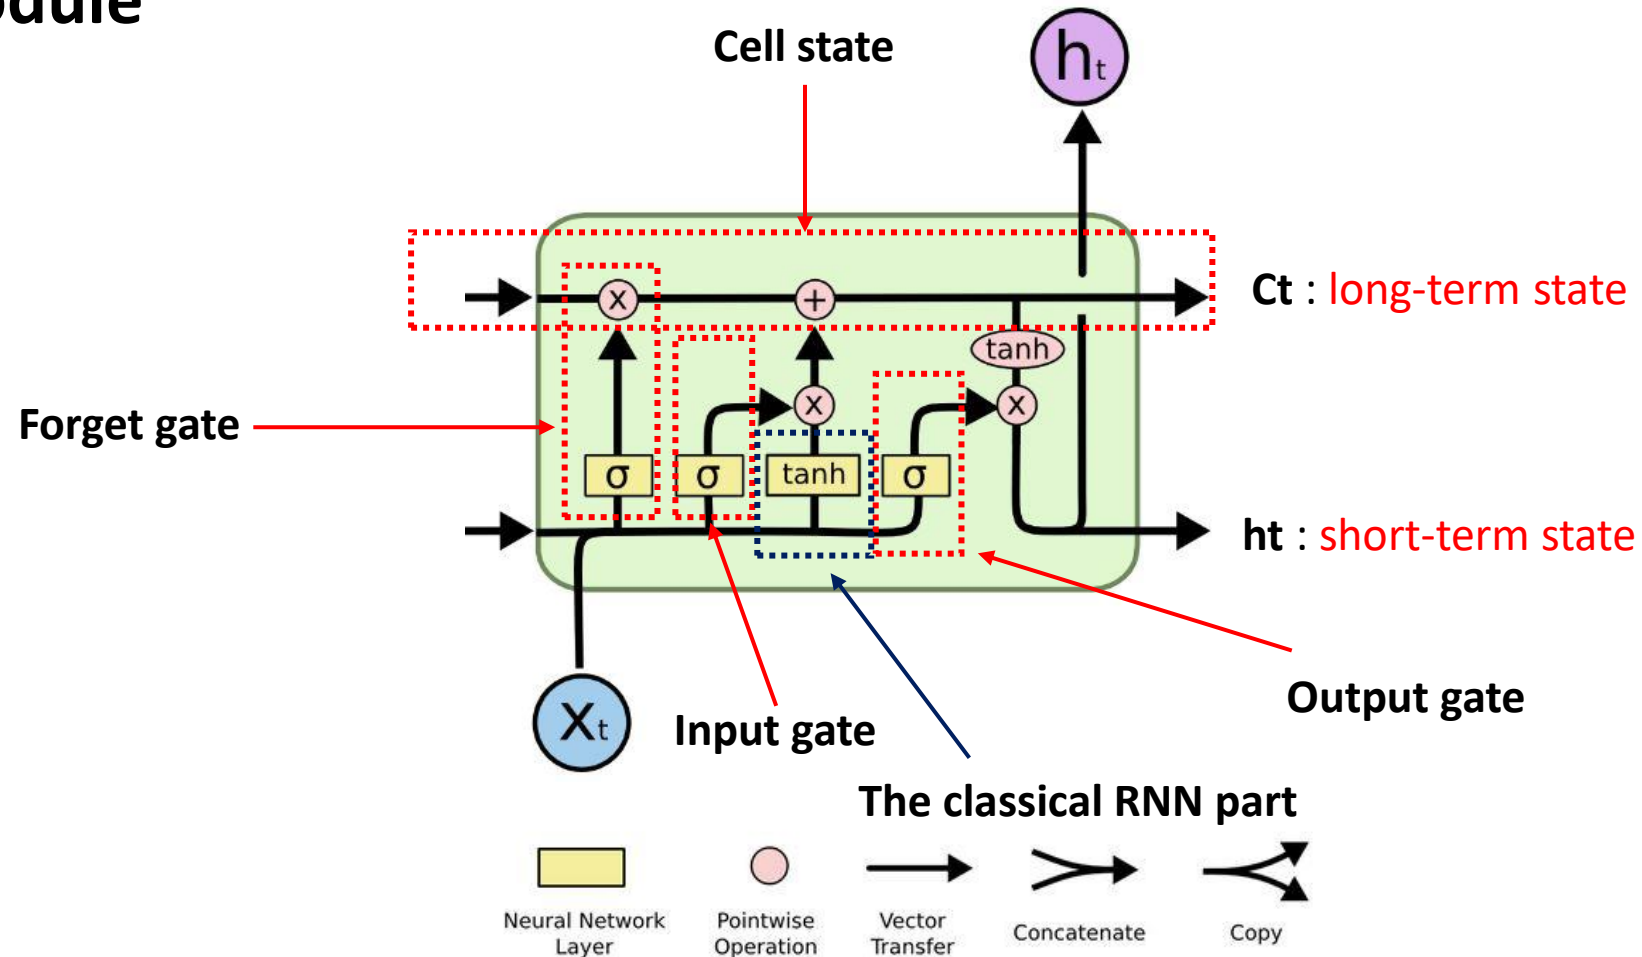 Cell state
h t
Ct : long-term state
x
+
tanh
x
x
Forget gate
σ
σ
tanh
σ
ht : short-term state
Output gate
X t
Input gate
The classical RNN part
Neural Network
Layer
Pointwise
Operation
Vector
Transfer
Concatenate
Copy